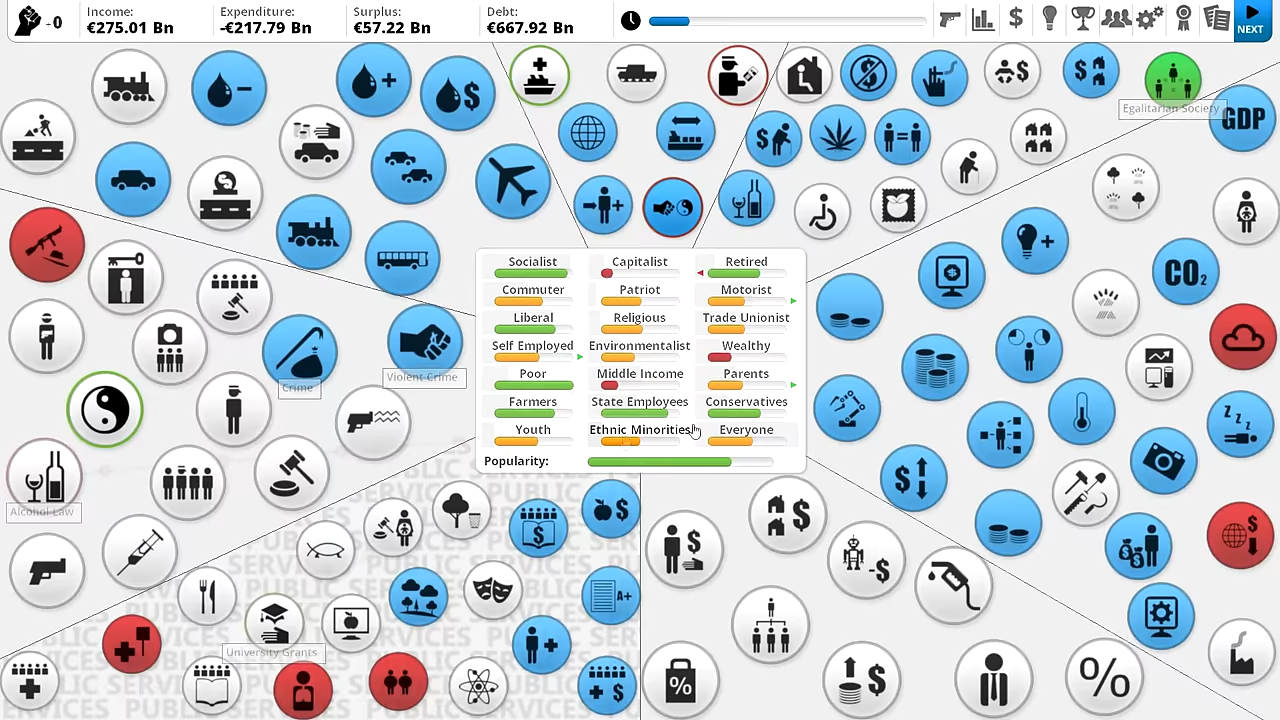 +0
Income:
€275.01 Bn
Expenditure:
-€217.79 Bn
Surplus:
€57.22 Bn
Debt:
€667.92 Bn
NEXT
Egalitarian Society
GDP
CO2
Socialist
Capitalist
Retired
Commuter
Patriot
Motorist
Liberal
Religious
Trade Unionist
Self Employed
Environmentalist
Wealthy
Poor
Middle Income
Parents
Farmers
State Employees
Conservatives
Youth
Ethnic Minorities
Everyone
Popularity:
Crime
Violent Crime
Alcohol Law
University Grants
A+
PUBLIC SERVICES